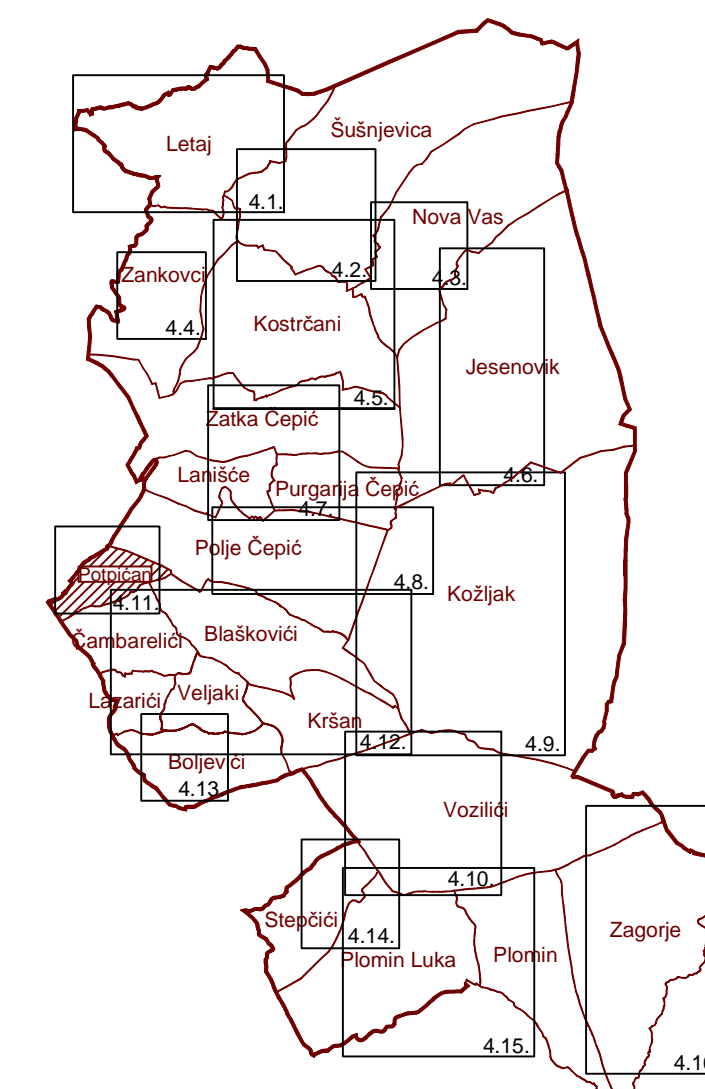 Šušnjevica
Letaj
4.1.
Nova Vas
4.2.
4.3.
Zankovci
4.4.
Kostrčani
Jesenovik
4.5.
Zatka Čepić
Lanišće
4.6.
Purgarija Čepić
4.7.
Polje Čepić
Potpićan
4.8.
Kožljak
4.11.
Čambarelići
Blaškovići
Lazarići
Veljaki
Kršan
4.12.
4.9.
Boljevići
4.13
Vozilići
4.10.
Stepčići
4.14.
Zagorje
Plomin Luka
Plomin
4.15.